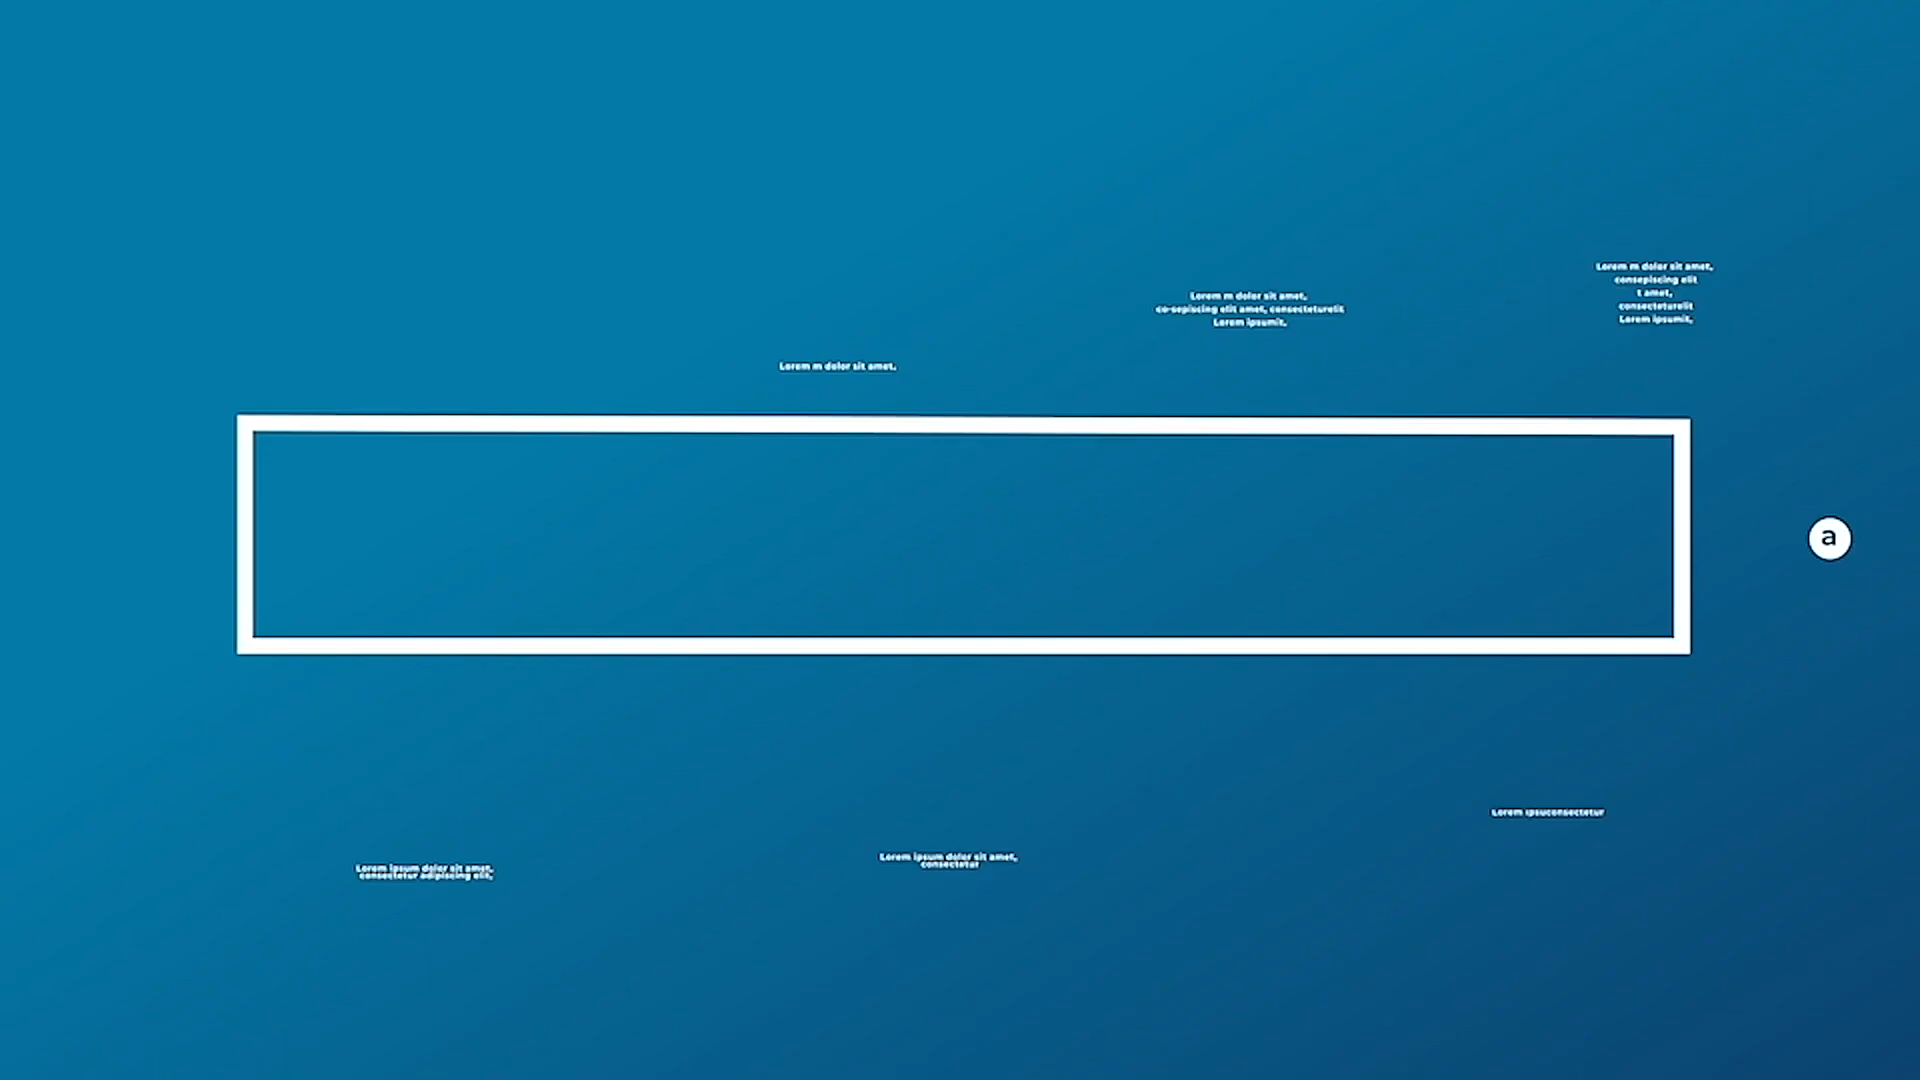 Lorem m dolor sit amet,
consepiscing elit
t amet,
consecteturelit
Lorem ipsumit,
Lorem m dolor sit amet,
co-sepiscing elit amet, consecteturelit
Lorem ipsumit,
Lorem m dolor sit amet,
a
Lorem ipsuconsectetur
Lorem ipsum dolor sit amet,
consectetur
Lorem ipsum dolor sit amet,
consectetur adipiscing elit,